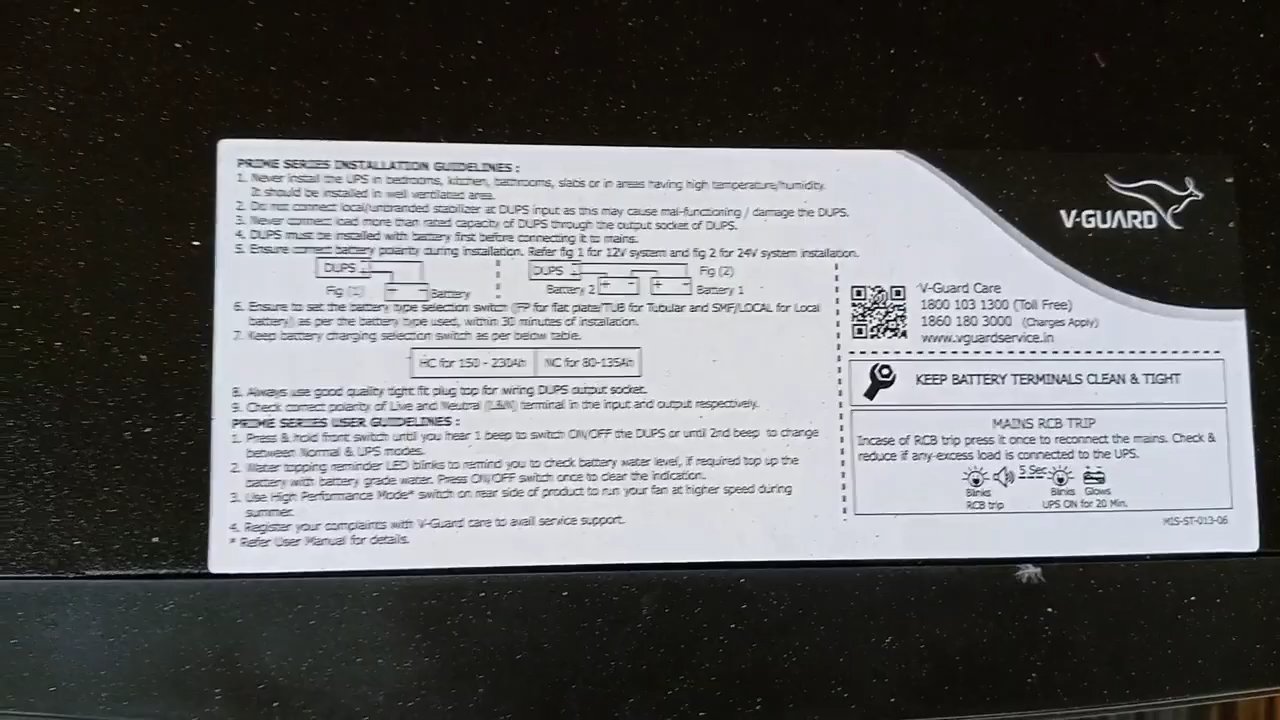 PRIME SERIES INSTALLATION GUIDELINES :
1. Never install the UPS in bedrooms, kitchen, bathrooms, slabs or in areas having high temperature/humidity.
It should be installed in well ventilated area.
2. Do not connect local/unbranded stabilizer at DUPS input as this may cause mal-functioning / damage the DUPS.
3. Never connect load more than rated capacity of DUPS through the output socket of DUPS.
4. DUPS must be installed with battery first before connecting it to mains.
5. Ensure correct battery polarity during installation. Refer fig 1 for 12V system and fig 2 for 24V system installation.
DUPS - +
Fig (1)
+ -
Battery
DUPS - +
Fig (2)
Battery 2
+ -
+ -
Battery 1
6. Ensure to set the battery type selection switch (FP for flat plate/TUB for Tubular and SMF/LOCAL for Local
battery) as per the battery type used, within 30 minutes of installation.
7. Keep battery charging selection switch as per below table.
HC for 150 - 230Ah
NC for 80-135Ah
8. Always use good quality tight fit plug top for wiring DUPS output socket.
9. Check correct polarity of Live and Neutral (L&N) terminal in the input and output respectively.
PRIME SERIES USER GUIDELINES :
1. Press & hold front switch until you hear 1 beep to switch ON/OFF the DUPS or until 2nd beep to change
between Normal & UPS modes.
2. Water topping reminder LED blinks to remind you to check battery water level, if required top up the
battery with battery grade water. Press ON/OFF switch once to clear the indication.
3. Use High Performance Mode* switch on rear side of product to run your fan at higher speed during
summer.
4. Register your complaints with V-Guard care to avail service support.
* Refer User Manual for details.
V-GUARD
V-Guard Care
1800 103 1300 (Toll Free)
1860 180 3000 (Charges Apply)
www.vguardservice.in
KEEP BATTERY TERMINALS CLEAN & TIGHT
MAINS RCB TRIP
Incase of RCB trip press it once to reconnect the mains. Check &
reduce if any-excess load is connected to the UPS.
5 Sec
Blinks
Blinks
Glows
RCB trip
UPS ON for 20 Min.
MIS-ST-013-06